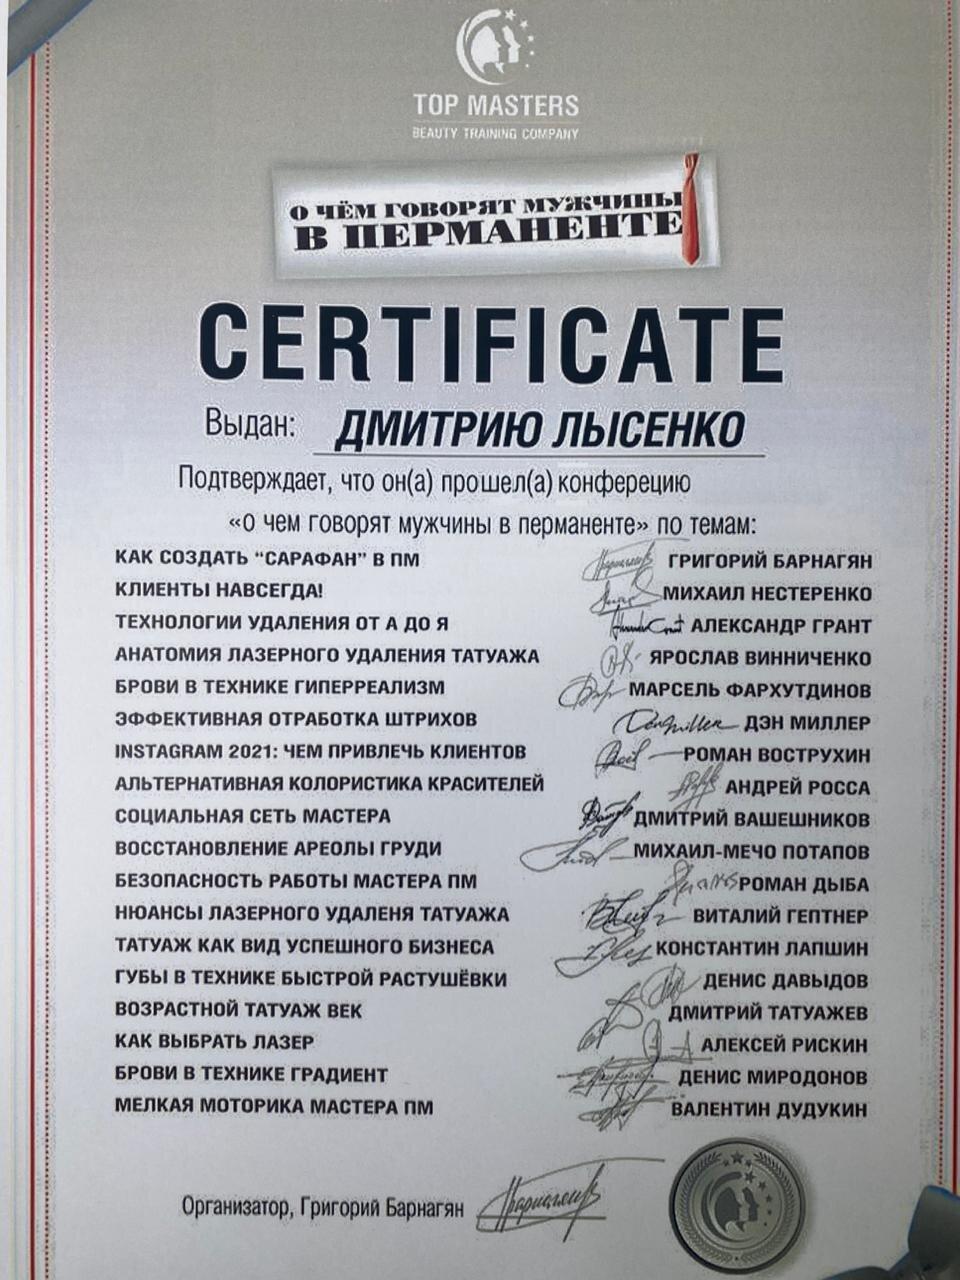 TOP MASTERS
BEAUTY TRAINING COMPANY
О ЧЁМ ГОВОРЯТ МУЖЧИНЫ
В ПЕРМАНЕНТЕ
CERTIFICATE
Выдан: ДМИТРИЮ ЛЫСЕНКО
Подтверждает, что он(а) прошел(а) конферецию
«о чем говорят мужчины в перманенте» по темам:
КАК СОЗДАТЬ “САРАФАН” В ПМ ГРИГОРИЙ БАРНАГЯН
КЛИЕНТЫ НАВСЕГДА! МИХАИЛ НЕСТЕРЕНКО
ТЕХНОЛОГИИ УДАЛЕНИЯ ОТ А ДО Я АЛЕКСАНДР ГРАНТ
АНАТОМИЯ ЛАЗЕРНОГО УДАЛЕНИЯ ТАТУАЖА ЯРОСЛАВ ВИННИЧЕНКО
БРОВИ В ТЕХНИКЕ ГИПЕРРЕАЛИЗМ МАРСЕЛЬ ФАРХУТДИНОВ
ЭФФЕКТИВНАЯ ОТРАБОТКА ШТРИХОВ ДЭН МИЛЛЕР
INSTAGRAM 2021: ЧЕМ ПРИВЛЕЧЬ КЛИЕНТОВ РОМАН ВОСТРУХИН
АЛЬТЕРНАТИВНАЯ КОЛОРИСТИКА КРАСИТЕЛЕЙ АНДРЕЙ РОССА
СОЦИАЛЬНАЯ СЕТЬ МАСТЕРА ДМИТРИЙ ВАШЕШНИКОВ
ВОССТАНОВЛЕНИЕ АРЕОЛЫ ГРУДИ МИХАИЛ-МЕЧО ПОТАПОВ
БЕЗОПАСНОСТЬ РАБОТЫ МАСТЕРА ПМ РОМАН ДЫБА
НЮАНСЫ ЛАЗЕРНОГО УДАЛЕНЯ ТАТУАЖА ВИТАЛИЙ ГЕПТНЕР
ТАТУАЖ КАК ВИД УСПЕШНОГО БИЗНЕСА КОНСТАНТИН ЛАПШИН
ГУБЫ В ТЕХНИКЕ БЫСТРОЙ РАСТУШЁВКИ ДЕНИС ДАВЫДОВ
ВОЗРАСТНОЙ ТАТУАЖ ВЕК ДМИТРИЙ ТАТУАЖЕВ
КАК ВЫБРАТЬ ЛАЗЕР АЛЕКСЕЙ РИСКИН
БРОВИ В ТЕХНИКЕ ГРАДИЕНТ ДЕНИС МИРОДОНОВ
МЕЛКАЯ МОТОРИКА МАСТЕРА ПМ ВАЛЕНТИН ДУДУКИН
Организатор, Григорий Барнагян